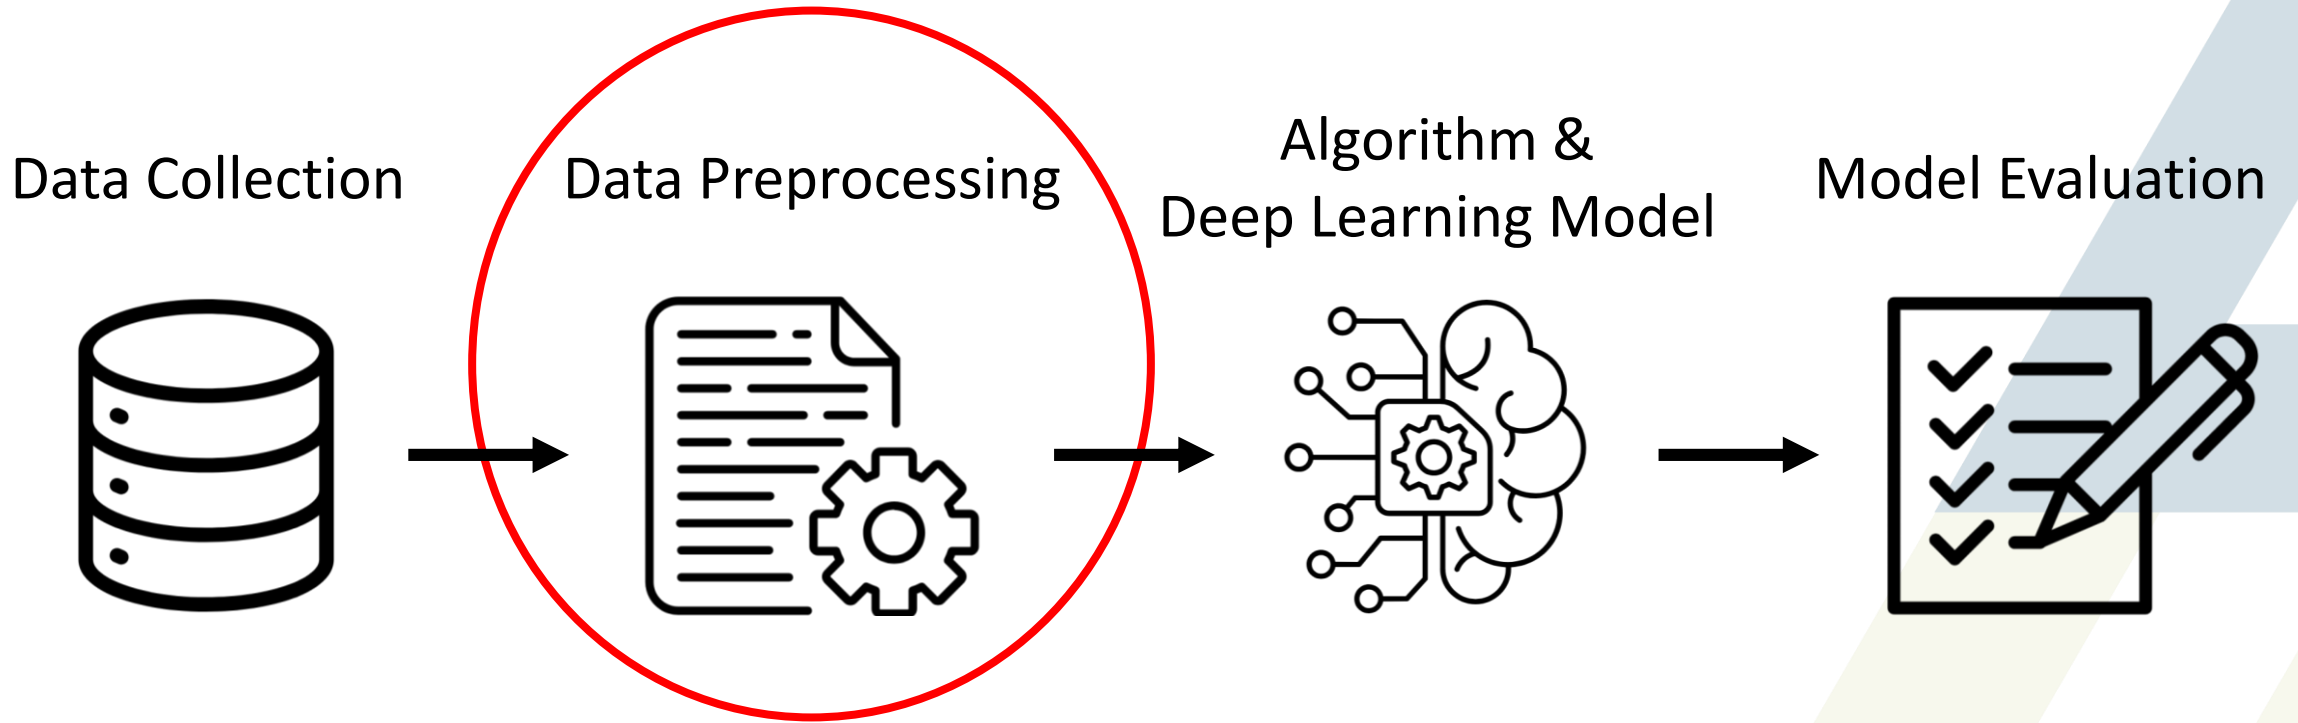 Data Collection
Data Preprocessing
Algorithm &
Deep Learning Model
Model Evaluation